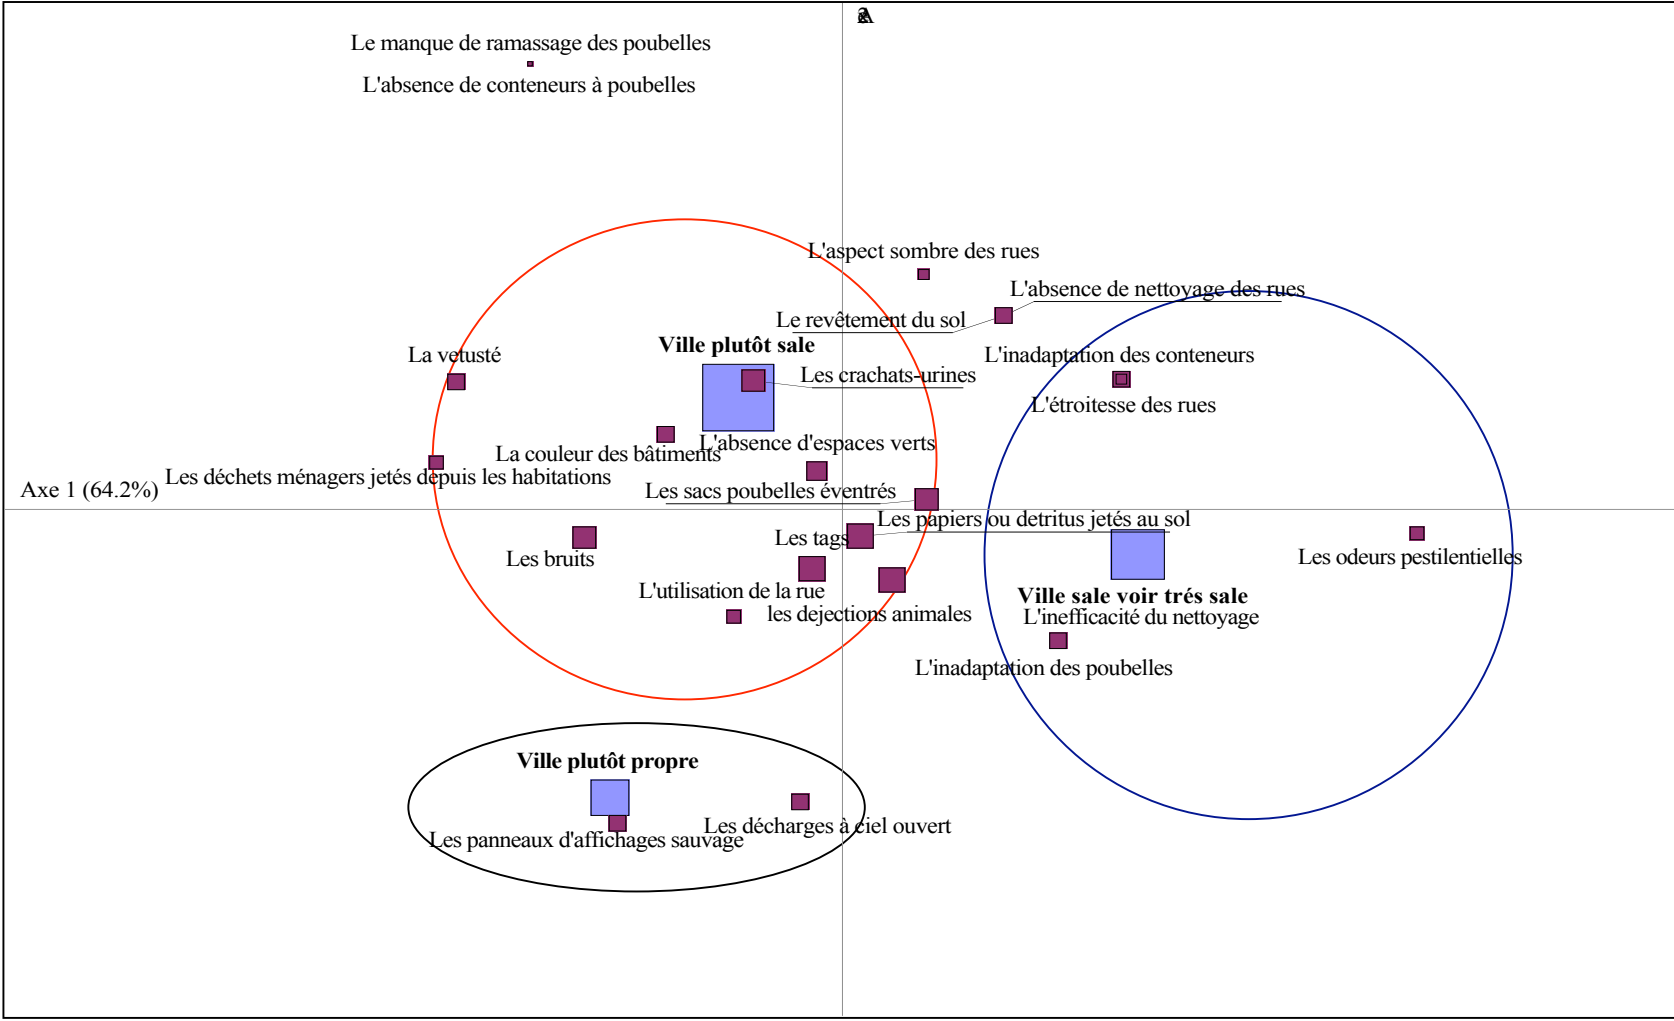 Le manque de ramassage des poubelles
L'absence de conteneurs à poubelles
L'aspect sombre des rues
L'absence de nettoyage des rues
Le revêtement du sol
Ville plutôt sale
La vetusté
L'inadaptation des conteneurs
Les crachats-urines
L'étroitesse des rues
L'absence d'espaces verts
La couleur des bâtiments
Les déchets ménagers jetés depuis les habitations
Axe 1 (64.2%)
Les sacs poubelles éventrés
Les papiers ou detritus jetés au sol
Les tags
Les bruits
Les odeurs pestilentielles
L'utilisation de la rue
Ville sale voir trés sale
les dejections animales
L'inefficacité du nettoyage
L'inadaptation des poubelles
Ville plutôt propre
Les décharges à ciel ouvert
Les panneaux d'affichages sauvage